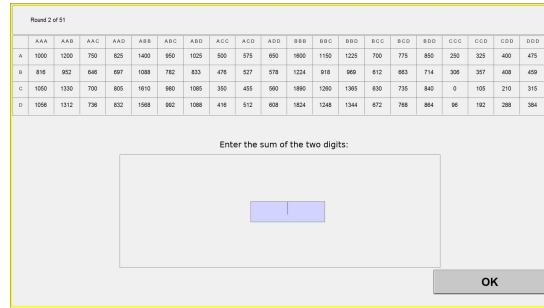 Round 2 of 51
AAA AAB AAC AAD ABB ABC ABD ACC ACD ADD BBB BBC BBD BCC BCD BDD CCC CCD CDD DDD
A 1000 1200 750 825 1400 950 1025 500 575 650 1600 1150 1225 700 775 850 250 325 400 475
B 816 952 646 697 1088 782 833 476 527 578 1224 918 969 612 663 714 306 357 408 459
C 1050 1330 700 805 1610 980 1085 350 455 560 1890 1260 1365 630 735 840 0 105 210 315
D 1056 1312 736 832 1568 992 1088 416 512 608 1824 1248 1344 672 768 864 96 192 288 384
Enter the sum of the two digits:
OK